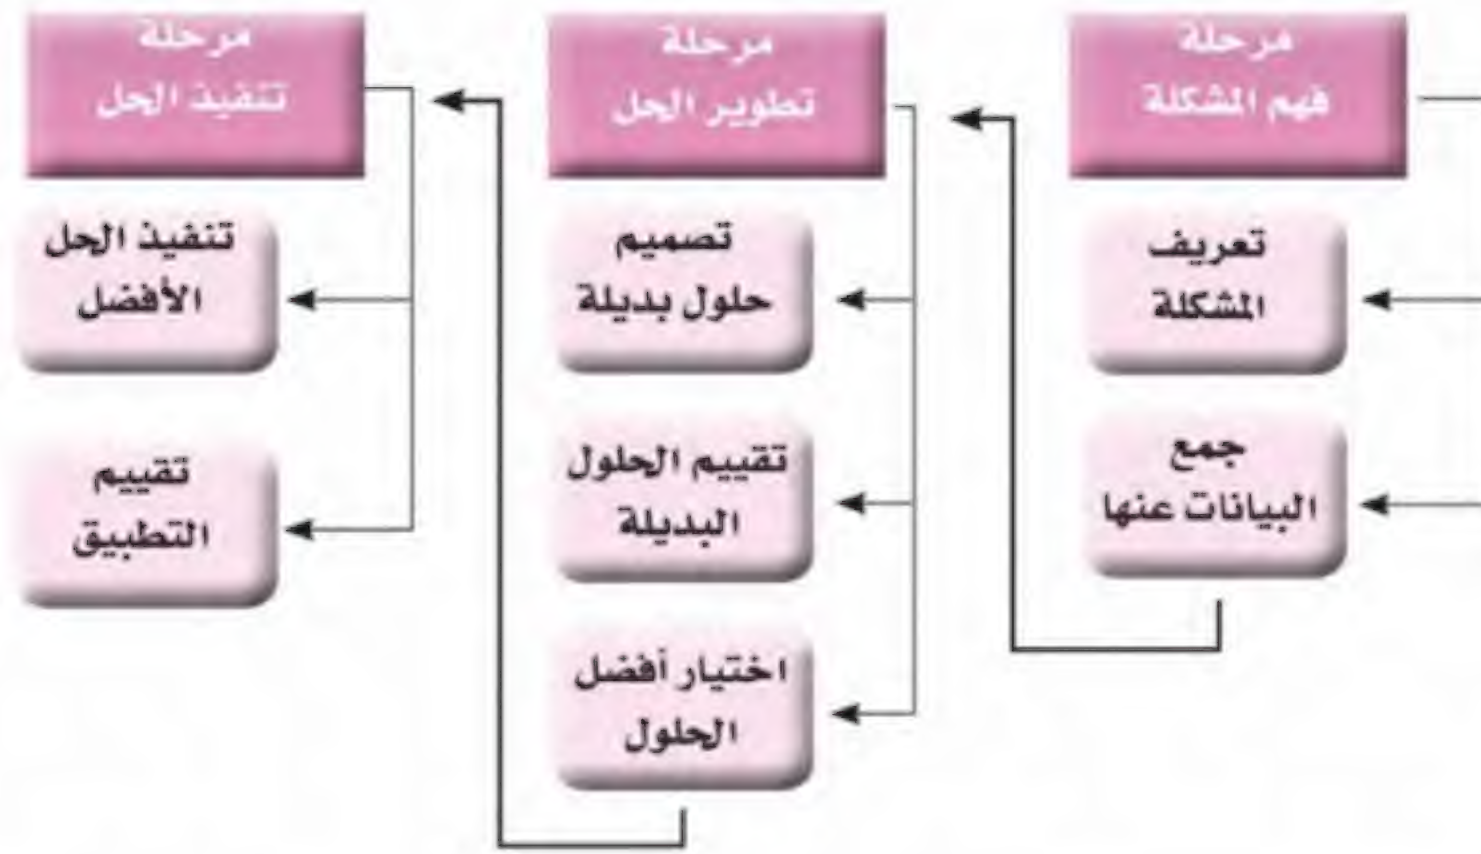 مرحلة
فهم المشكلة
تعريف
المشكلة
جمع
البيانات عنها
مرحلة
تطوير الحل
تصميم
حلول بديلة
تقييم الحلول
البديلة
اختيار أفضل
الحلول
مرحلة
تنفيذ الحل
تنفيذ الحل
الأفضل
تقييم
التطبيق